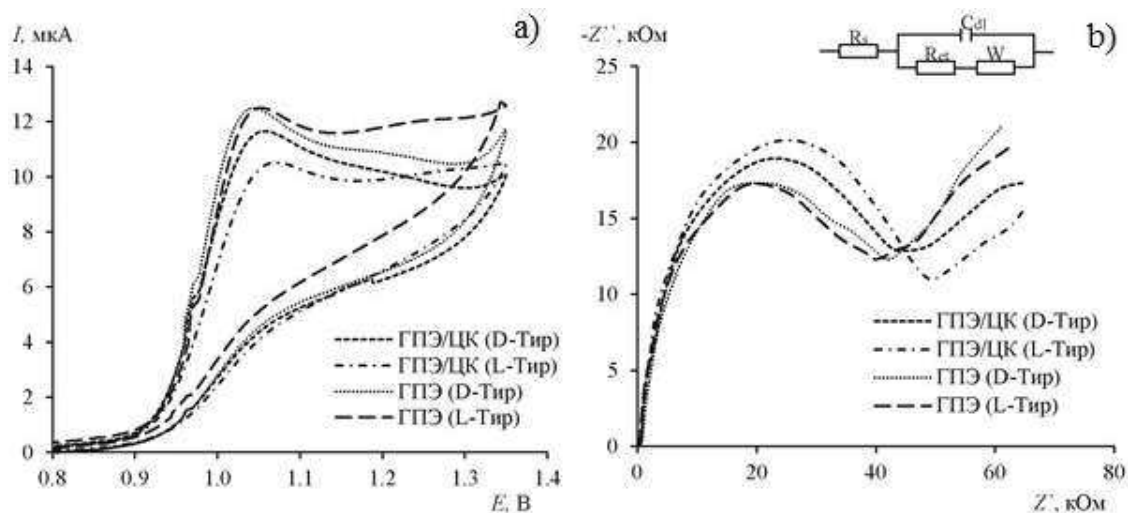 I, мкА
a)
14
12
10
8
6
4
2
0
0.8 0.9 1.0 1.1 1.2 1.3 1.4
E, В
ГПЭ/ЦК (D-Тир)
ГПЭ/ЦК (L-Тир)
ГПЭ (D-Тир)
ГПЭ (L-Тир)
-Z``, кОм
b)
Rs
Cdl
Rct
W
25
20
15
10
5
0
0 20 40 60 80
Z`, кОм
ГПЭ/ЦК (D-Тир)
ГПЭ/ЦК (L-Тир)
ГПЭ (D-Тир)
ГПЭ (L-Тир)